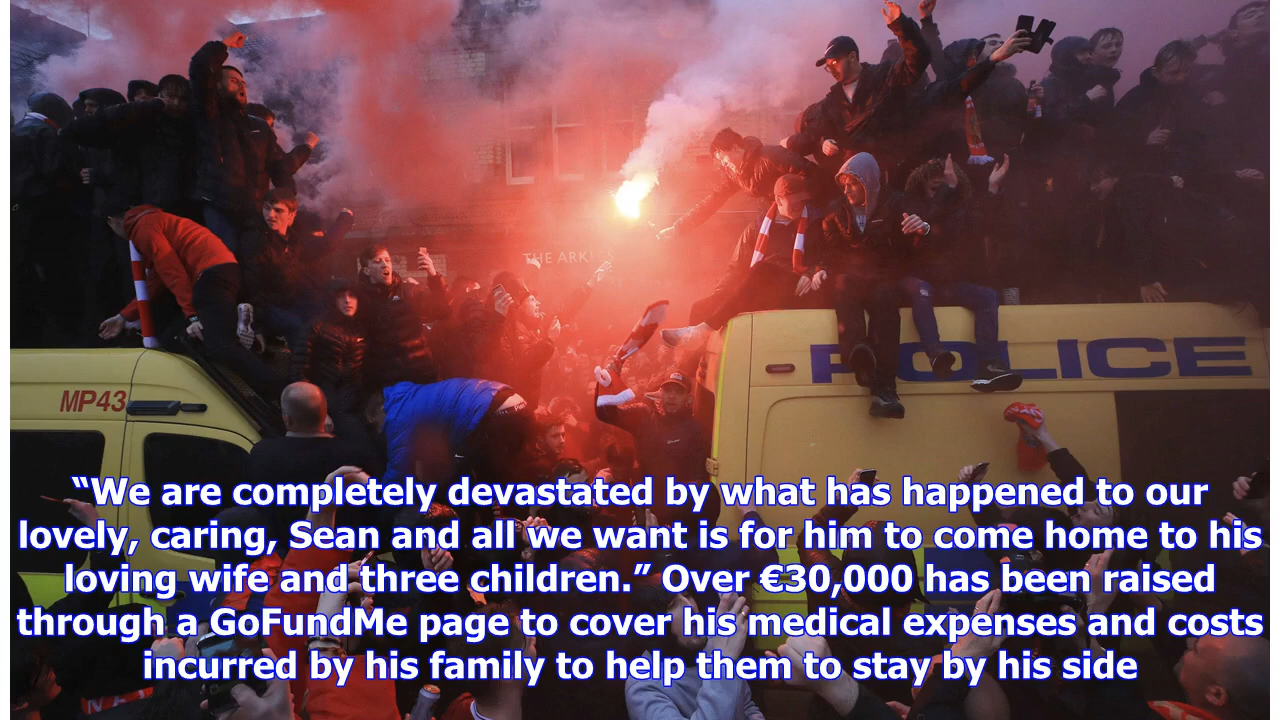 THE ARKLES
POLICE
MP43
“We are completely devastated by what has happened to our
lovely, caring, Sean and all we want is for him to come home to his
loving wife and three children.” Over €30,000 has been raised
through a GoFundMe page to cover his medical expenses and costs
incurred by his family to help them to stay by his side